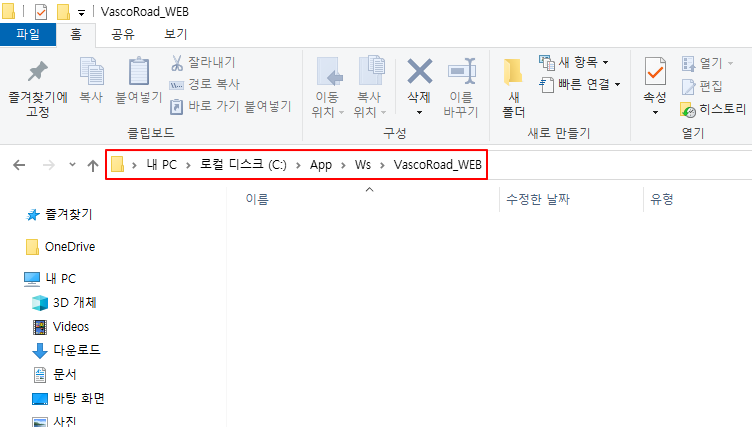 VascoRoad_WEB
파일 홈 공유 보기
즐겨찾기에 고정
복사
붙여넣기
잘라내기
경로 복사
바로 가기 붙여넣기
클립보드
이동 위치
복사 위치
삭제
이름 바꾸기
구성
새 폴더
새 항목
빠른 연결
새로 만들기
속성
열기
편집
히스토리
열기
내 PC > 로컬 디스크 (C:) > App > Ws > VascoRoad_WEB
이름 수정한 날짜 유형
즐겨찾기
OneDrive
내 PC
3D 개체
Videos
다운로드
문서
바탕 화면
사진